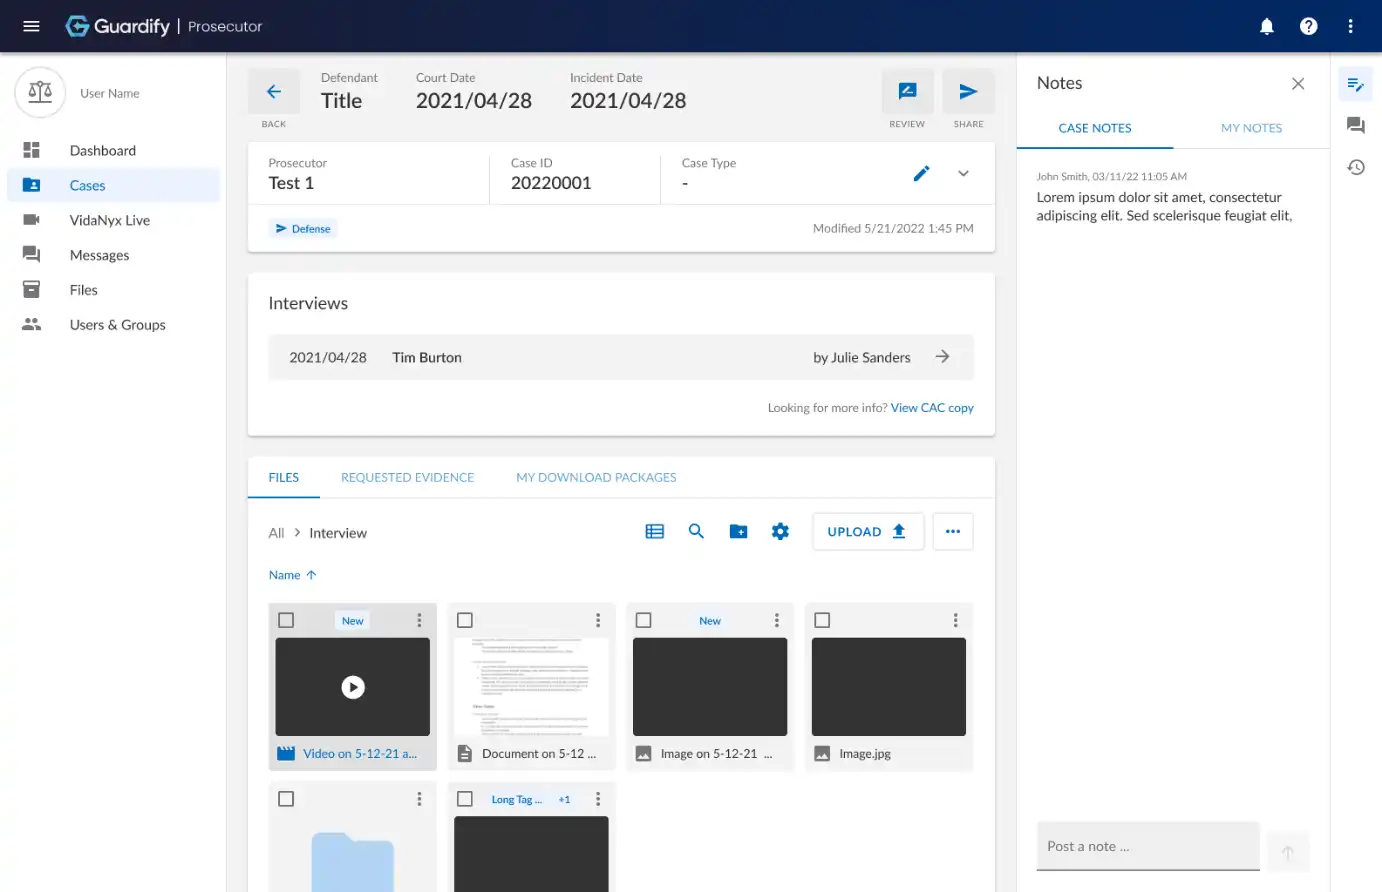 Guardify | Prosecutor
User Name
Dashboard
Cases
VidaNyx Live
Messages
Files
Users & Groups
BACK
Defendant
Title
Court Date
2021/04/28
Incident Date
2021/04/28
REVIEW
SHARE
Prosecutor
Test 1
Case ID
20220001
Case Type
-
Defense
Modified 5/21/2022 1:45 PM
Interviews
2021/04/28 Tim Burton by Julie Sanders
Looking for more info? View CAC copy
FILES REQUESTED EVIDENCE MY DOWNLOAD PACKAGES
All > Interview
UPLOAD
Name
New
Video on 5-12-21 a...
Document on 5-12 ...
New
Image on 5-12-21 ...
Image.jpg
Long Tag ... +1
Notes
CASE NOTES MY NOTES
John Smith, 03/11/22 11:05 AM
Lorem ipsum dolor sit amet, consectetur
adipiscing elit. Sed scelerisque feugiat elit,
Post a note ...